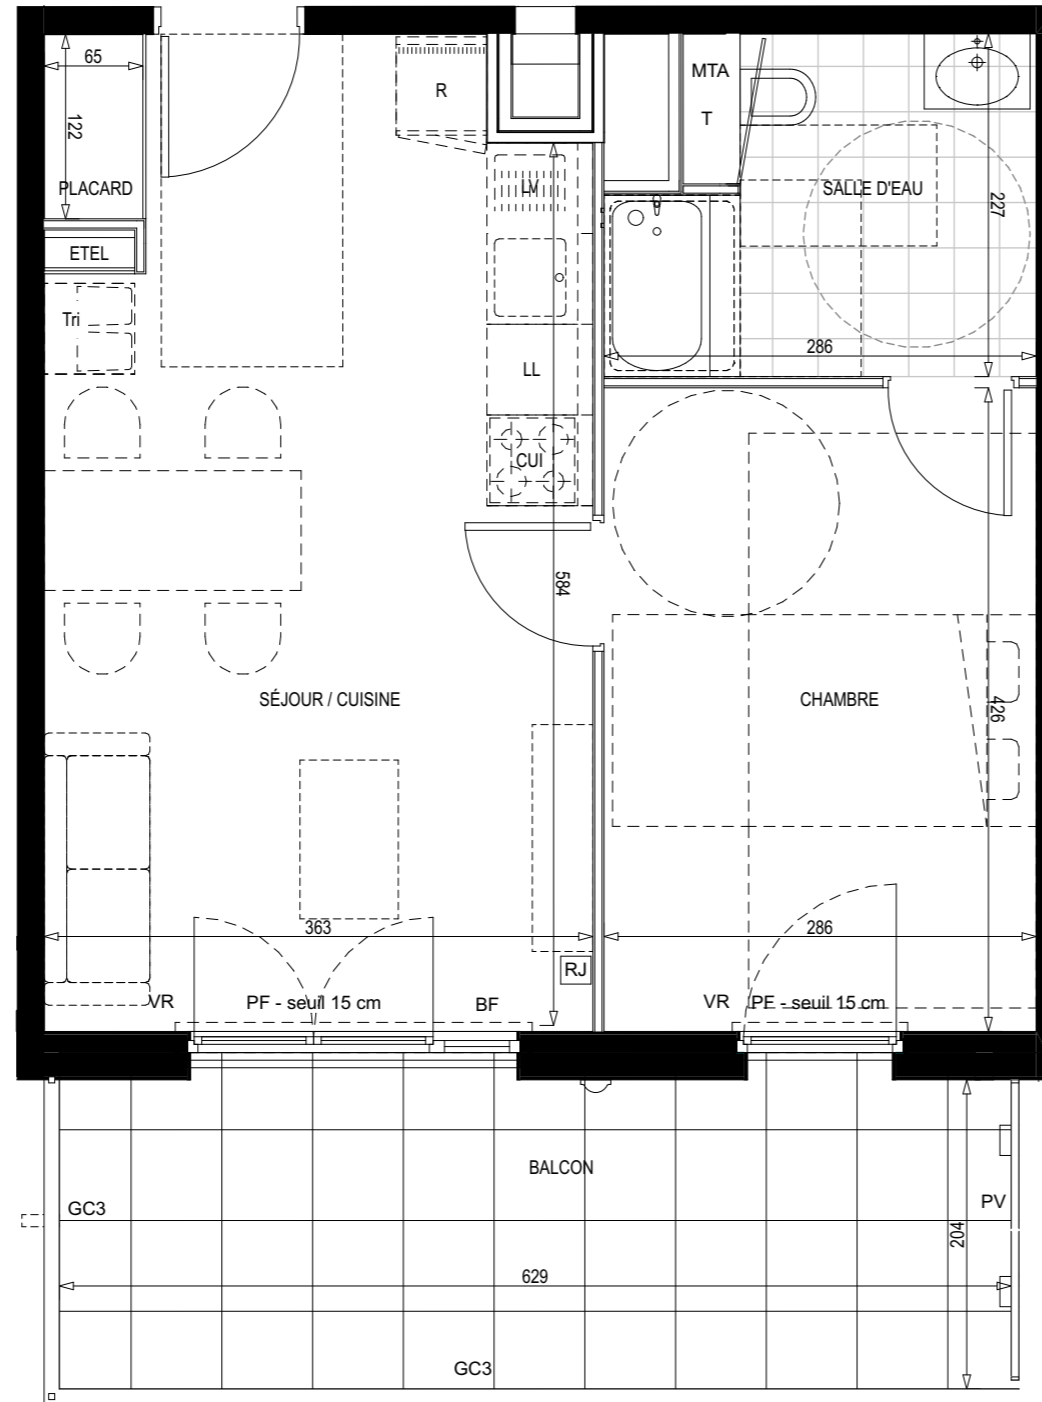 65
122
PLACARD
ETEL
Tri
R
LV
LL
CUI
MTA
T
SALLE D'EAU
227
286
584
SÉJOUR / CUISINE
CHAMBRE
426
363
286
RJ
VR
PF - seuil 15 cm
BF
VR
PF - seuil 15 cm
BALCON
GC3
PV
204
629
GC3